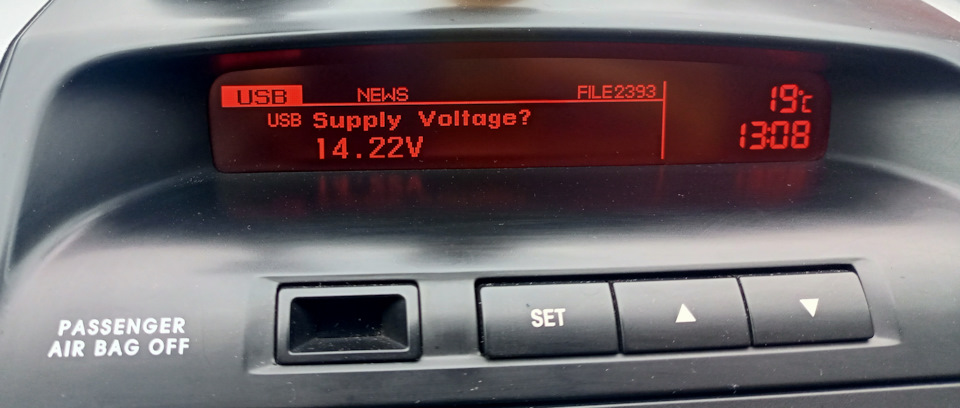 USB NEWS FILE2393 19°C
USB Supply Voltage? 13:08
14.22V
PASSENGER
AIR BAG OFF
SET ▲ ▼